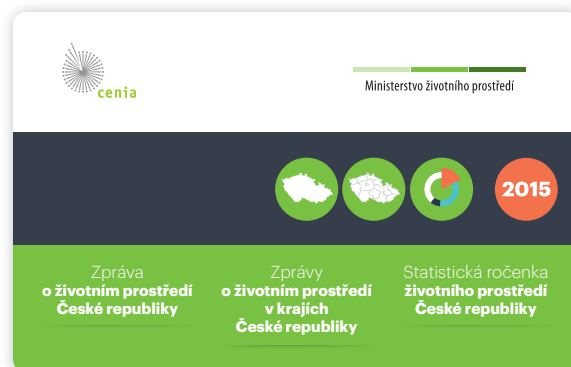 cenia
Ministerstvo životního prostředí
2015
Zpráva
o životním prostředí
České republiky
Zprávy
o životním prostředí
v krajích
České republiky
Statistická ročenka
životního prostředí
České republiky